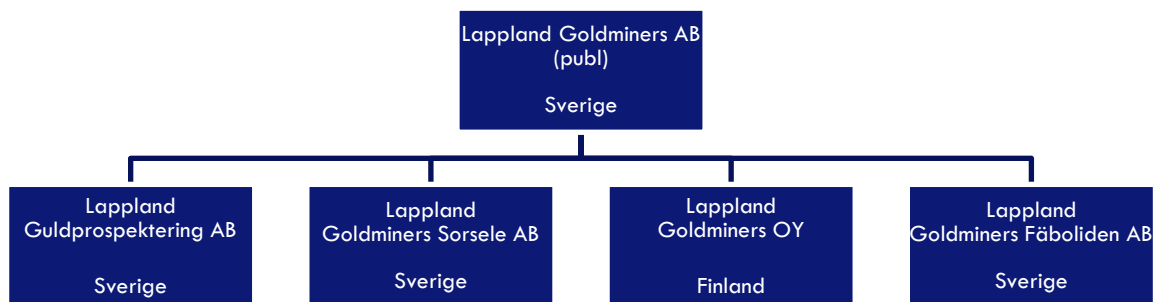 Lappland Goldminers AB
(publ)
Sverige
Lappland
Guldprospektering AB
Sverige
Lappland
Goldminers Sorsele AB
Sverige
Lappland
Goldminers OY
Finland
Lappland
Goldminers Fäboliden AB
Sverige